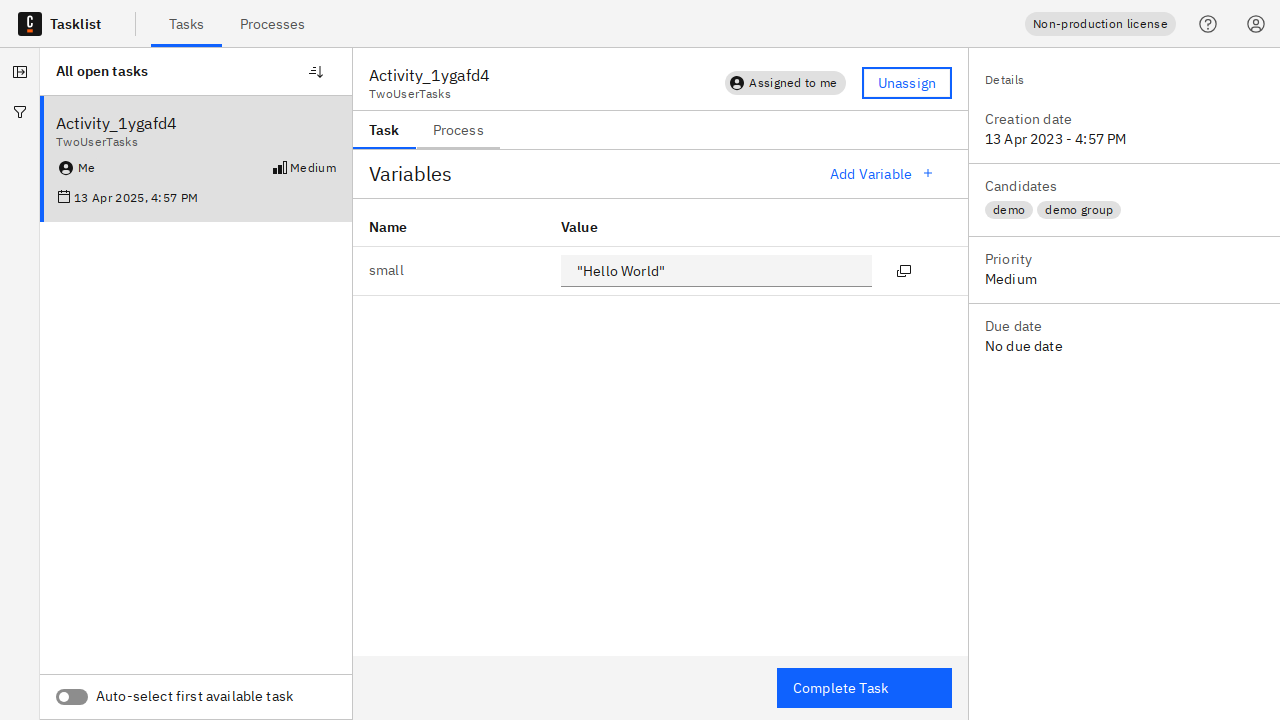 Tasklist
Tasks
Processes
Non-production license
All open tasks
Activity_1ygafd4
TwoUserTasks
Me
Medium
13 Apr 2025, 4:57 PM
Auto-select first available task
Activity_1ygafd4
TwoUserTasks
Assigned to me
Unassign
Task
Process
Variables
Add Variable +
Name
Value
small
"Hello World"
Complete Task
Details
Creation date
13 Apr 2023 - 4:57 PM
Candidates
demo
demo group
Priority
Medium
Due date
No due date